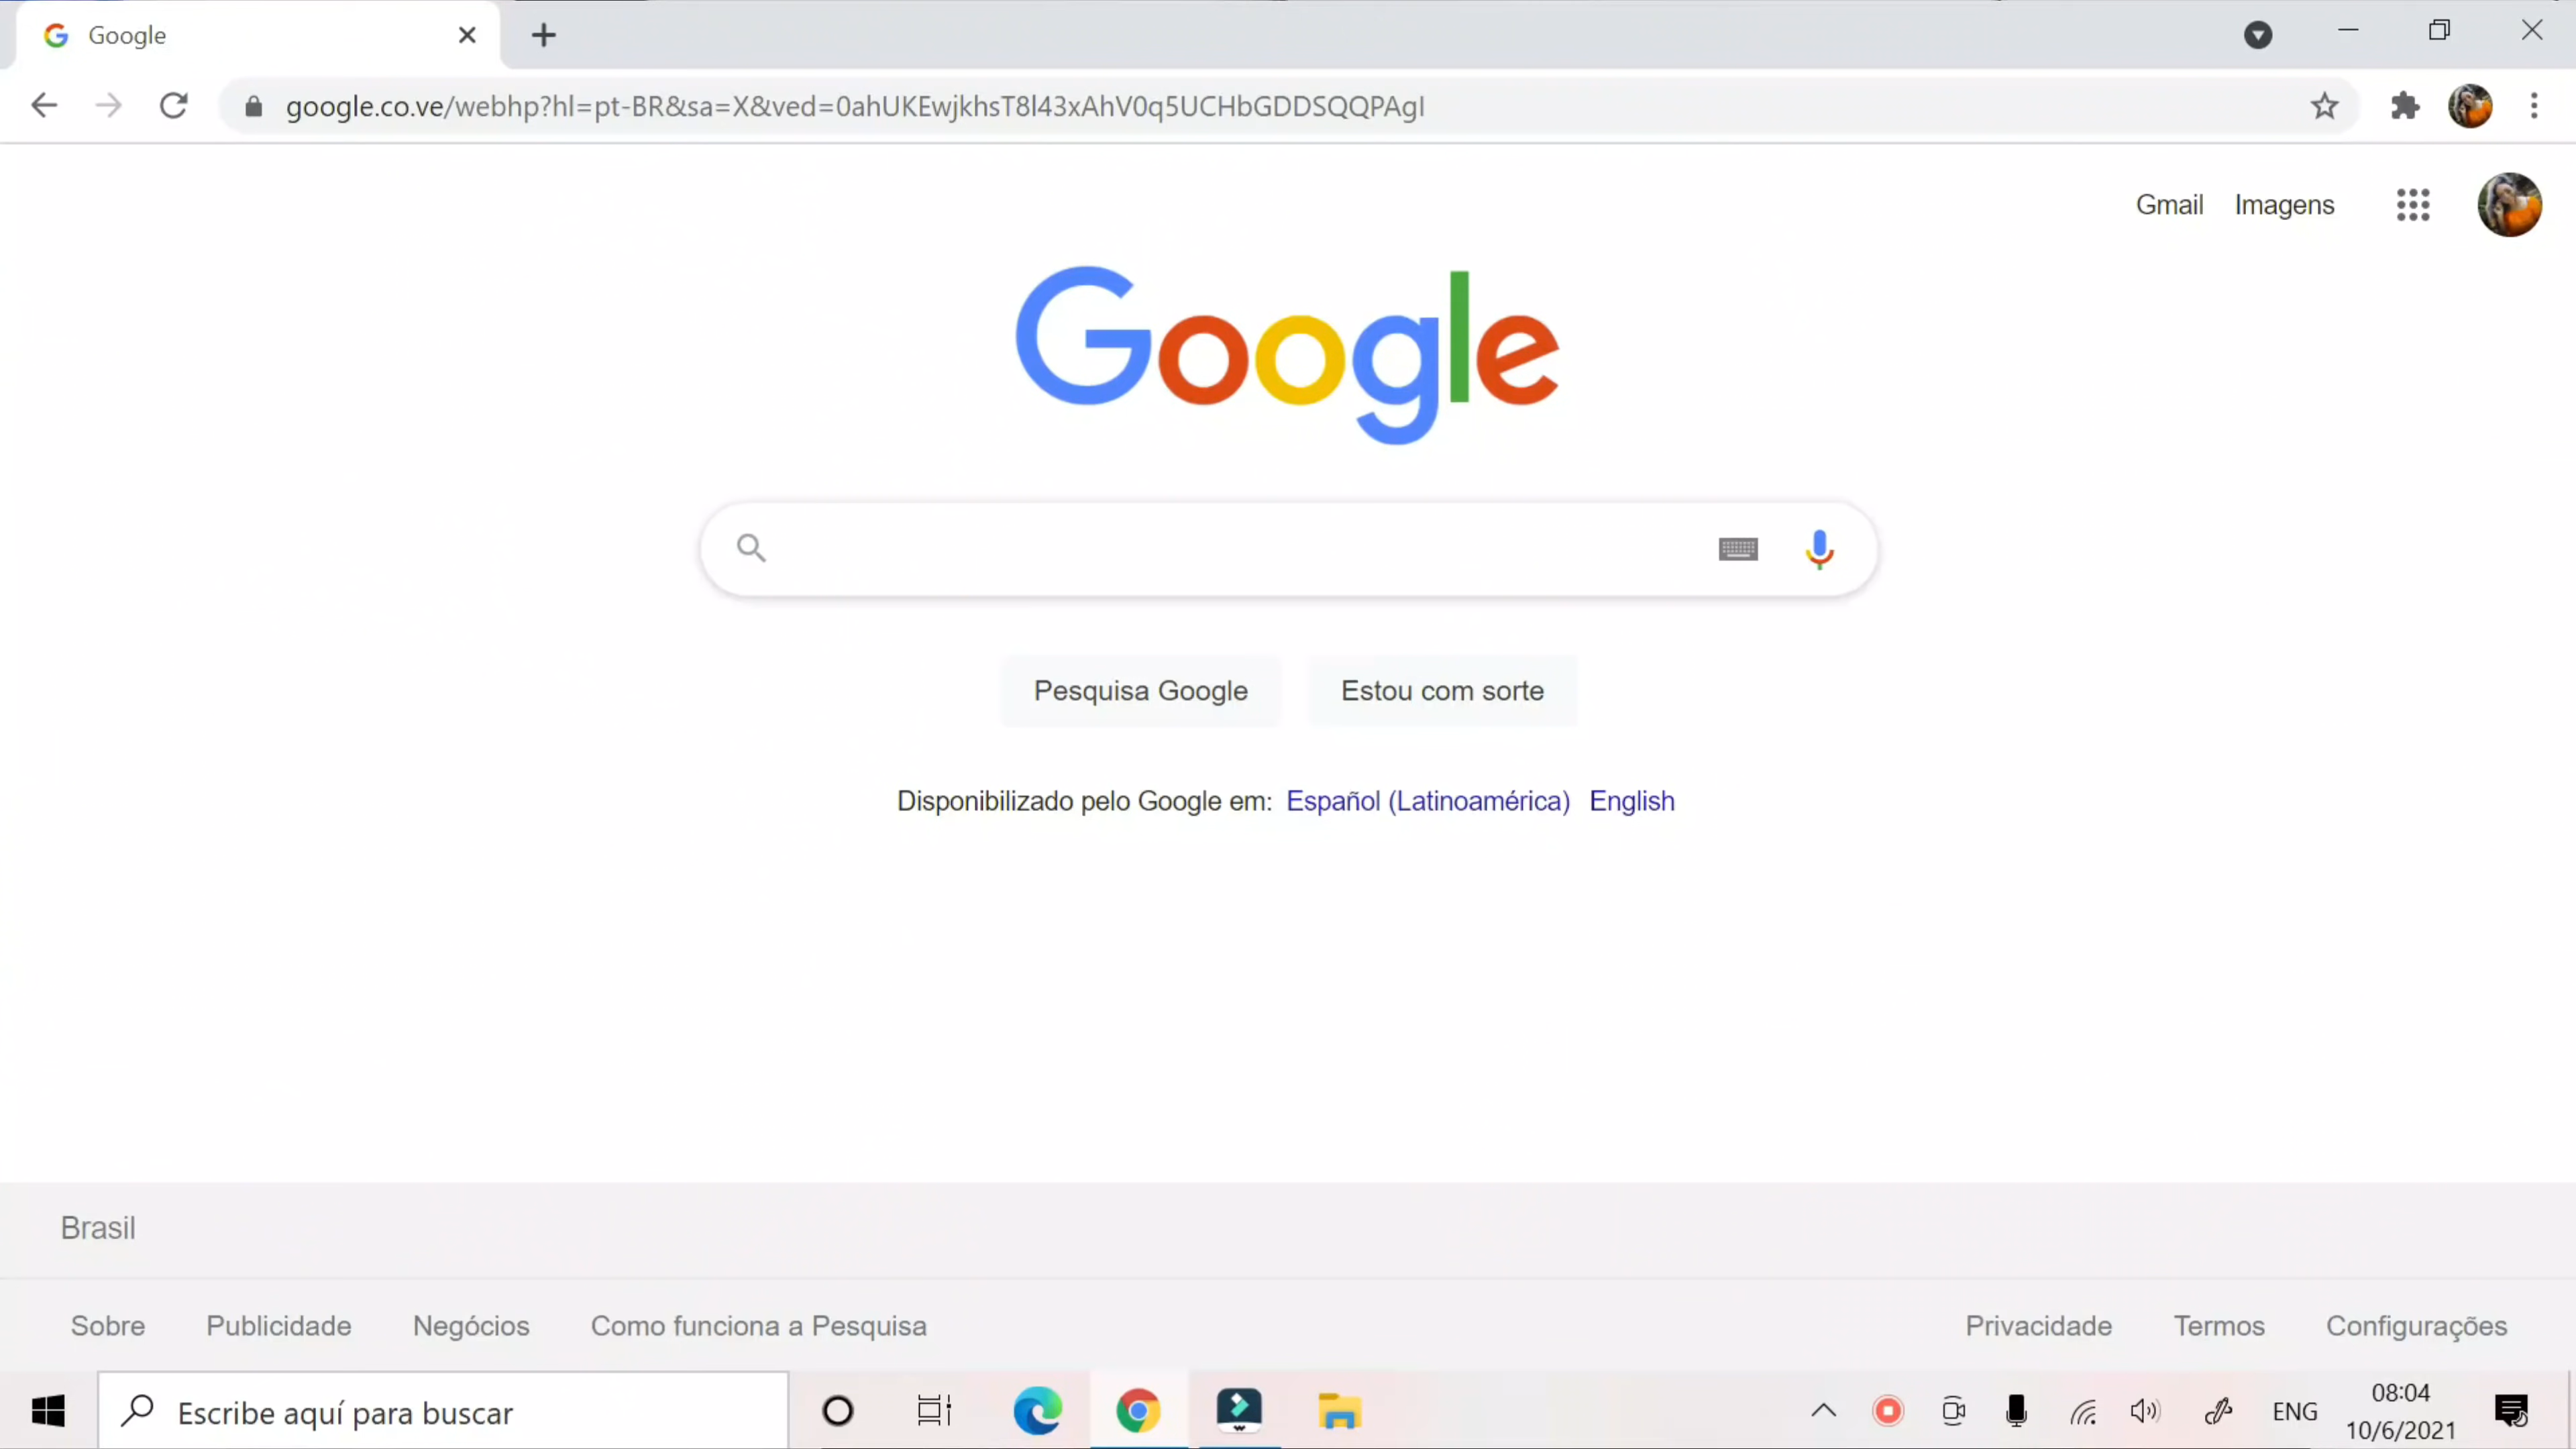 Google
google.co.ve/webhp?hl=pt-BR&sa=X&ved=0ahUKEwjkhsT8l43xAhV0q5UCHbGDDSQQPAgI
Gmail Imagens
Google
Pesquisa Google Estou com sorte
Disponibilizado pelo Google em: Español (Latinoamérica) English
Brasil
Sobre Publicidade Negócios Como funciona a Pesquisa Privacidade Termos Configurações
Escribe aquí para buscar
ENG
08:04
10/6/2021